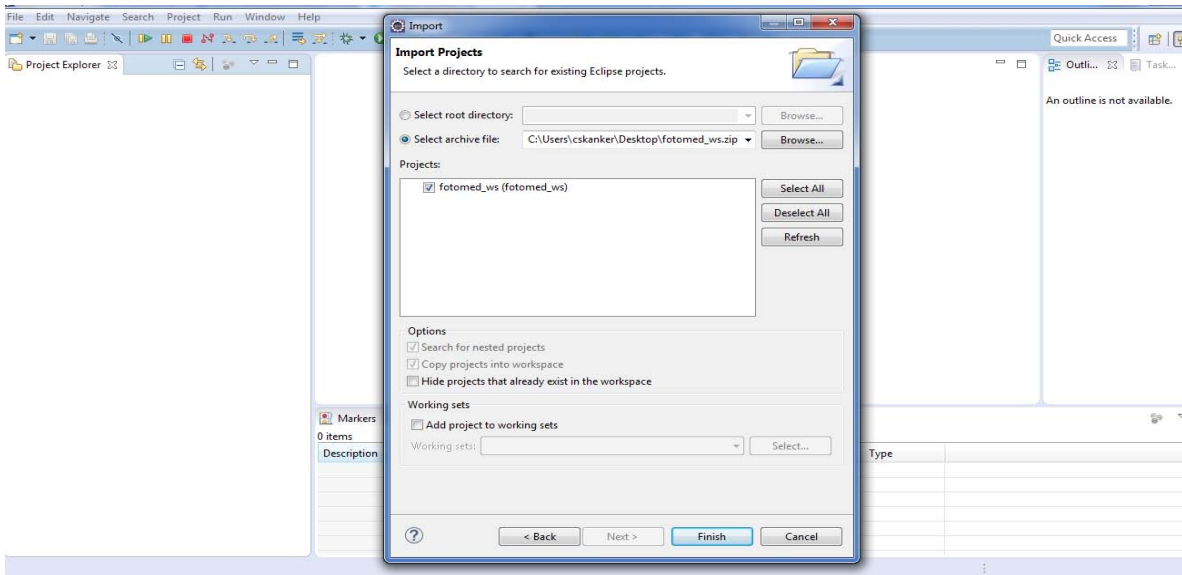 File Edit Navigate Search Project Run Window Help
Quick Access
Project Explorer
Outli...
Task...
An outline is not available.
Import
Import Projects
Select a directory to search for existing Eclipse projects.
Select root directory:
Browse...
Select archive file:
C:\Users\cskanker\Desktop\fotomed_ws.zip
Browse...
Projects:
fotomed_ws (fotomed_ws)
Select All
Deselect All
Refresh
Options
Search for nested projects
Copy projects into workspace
Hide projects that already exist in the workspace
Working sets
Add project to working sets
Working sets:
Select...
Markers
0 items
Description
Type
< Back
Next >
Finish
Cancel